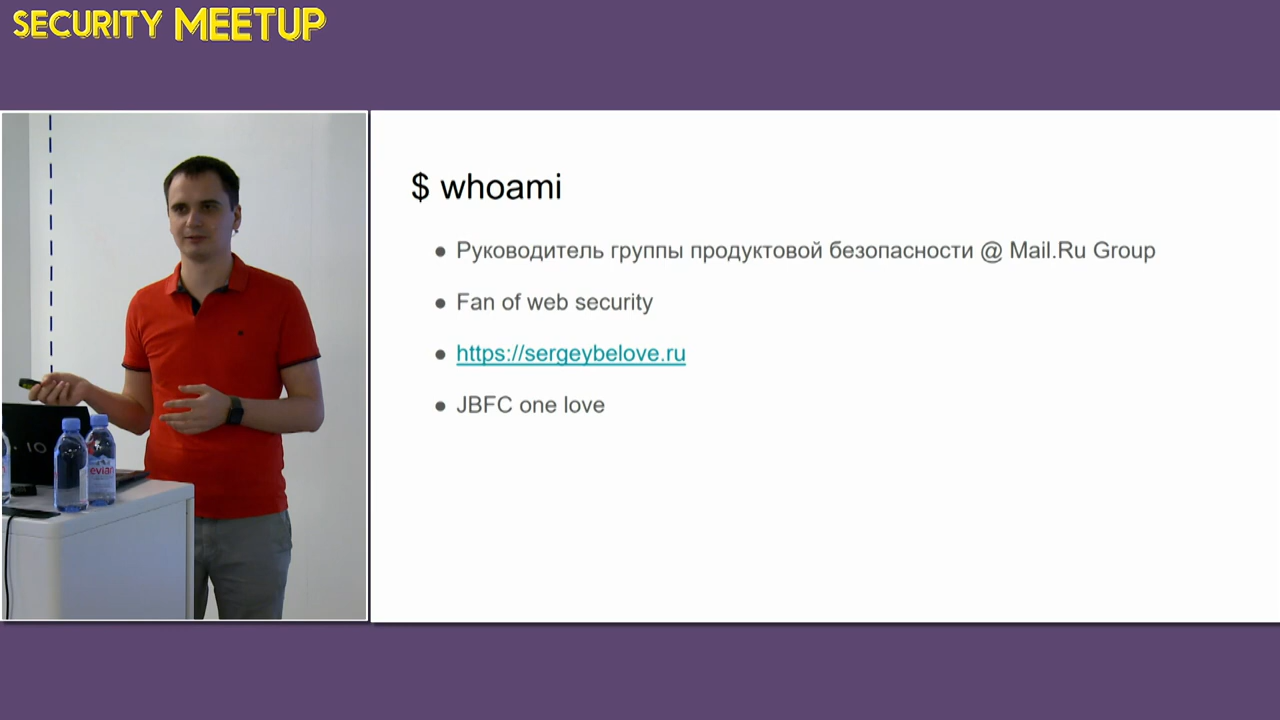 SECURITY MEETUP
$ whoami
● Руководитель группы продуктовой безопасности @ Mail.Ru Group
● Fan of web security
● https://sergeybelove.ru
● JBFC one love
IO
evian